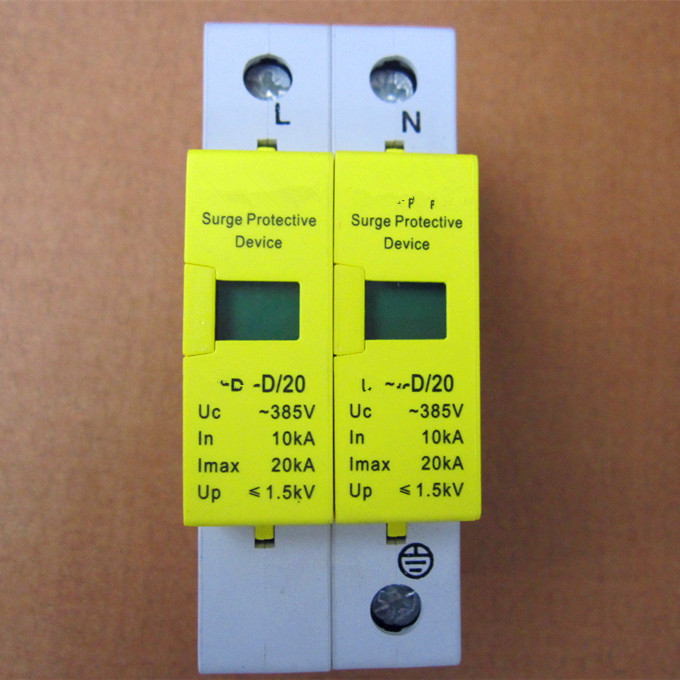 L
N
Surge Protective
Device
-D/20
Uc ~385V
In 10kA
Imax 20kA
Up ≤1.5kV
Surge Protective
Device
-D/20
Uc ~385V
In 10kA
Imax 20kA
Up ≤1.5kV